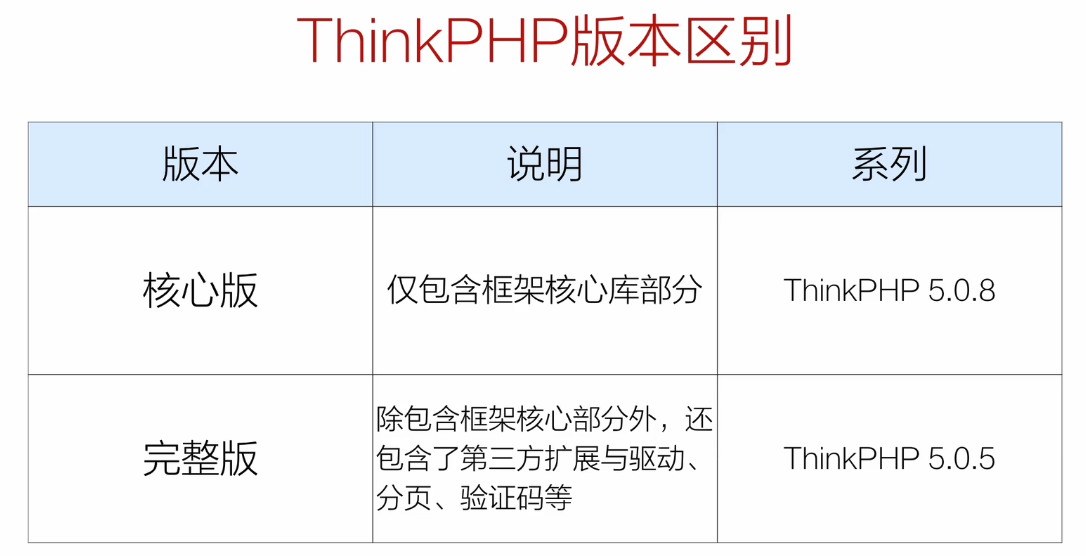 ThinkPHP版本区别
版本
说明
系列
核心版
仅包含框架核心库部分
ThinkPHP 5.0.8
完整版
除包含框架核心部分外，还
包含了第三方扩展与驱动、
分页、验证码等
ThinkPHP 5.0.5